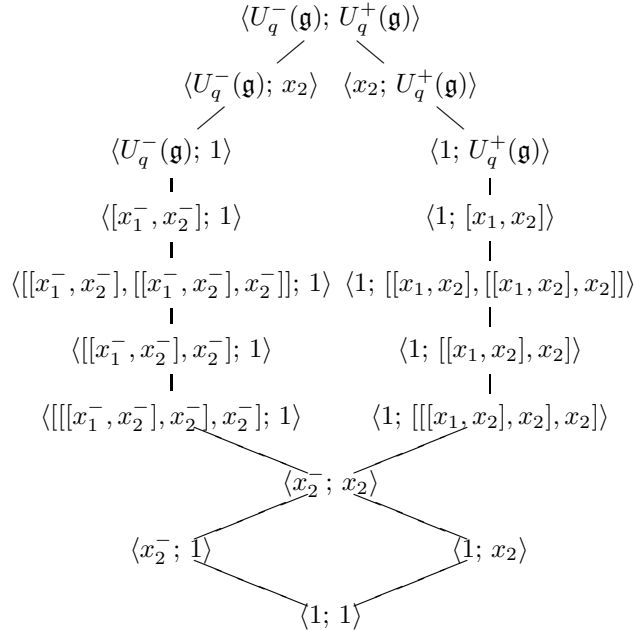 ⟨U_q^−(𝔤); U_q^+(𝔤)⟩
⟨U_q^−(𝔤); x_2⟩ ⟨x_2; U_q^+(𝔤)⟩
⟨U_q^−(𝔤); 1⟩ ⟨1; U_q^+(𝔤)⟩
⟨[x_1^−, x_2^−]; 1⟩ ⟨1; [x_1, x_2]⟩
⟨[[x_1^−, x_2^−], [[x_1^−, x_2^−], x_2^−]]; 1⟩ ⟨1; [[x_1, x_2], [[x_1, x_2], x_2]]⟩
⟨[[x_1^−, x_2^−], x_2^−]; 1⟩ ⟨1; [[x_1, x_2], x_2]⟩
⟨[[[x_1^−, x_2^−], x_2^−], x_2^−]; 1⟩ ⟨1; [[[x_1, x_2], x_2], x_2]⟩
⟨x_2^−; x_2⟩
⟨x_2^−; 1⟩ ⟨1; x_2⟩
⟨1; 1⟩